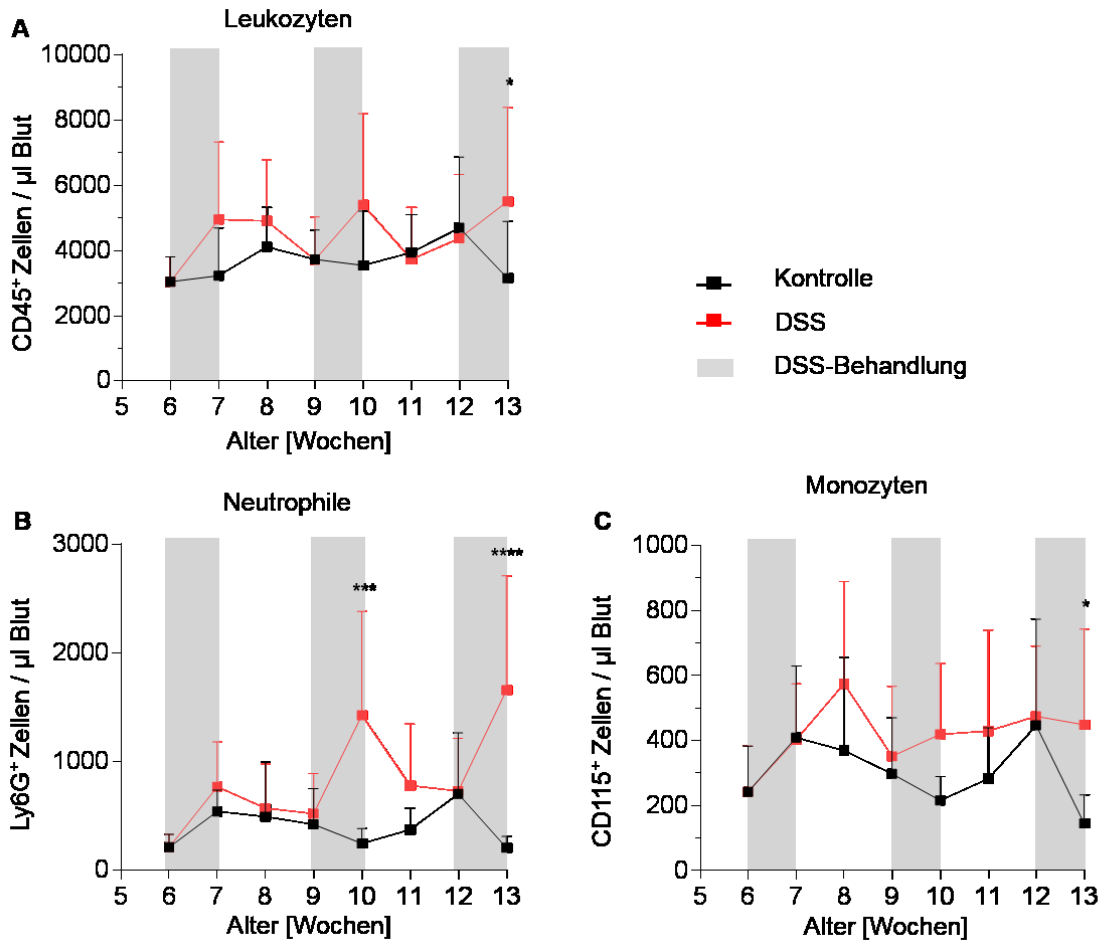 A
Leukozyten
10000
8000
6000
4000
2000
0
CD45⁺ Zellen / µl Blut
*
5 6 7 8 9 10 11 12 13
Alter [Wochen]
Kontrolle
DSS
DSS-Behandlung
B
Neutrophile
3000
2000
1000
0
Ly6G⁺ Zellen / µl Blut
***
****
5 6 7 8 9 10 11 12 13
Alter [Wochen]
C
Monozyten
1000
800
600
400
200
0
CD115⁺ Zellen / µl Blut
*
5 6 7 8 9 10 11 12 13
Alter [Wochen]